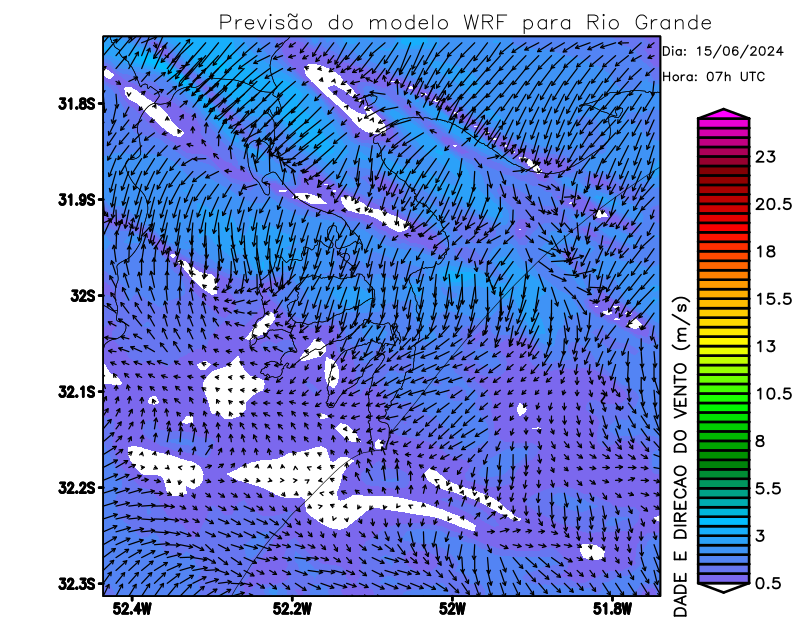 Previsão do modelo WRF para Rio Grande
Dia: 15/06/2024
Hora: 07h UTC
31.8S
31.9S
32S
32.1S
32.2S
32.3S
52.4W
52.2W
52W
51.8W
DADE E DIRECAO DO VENTO (m/s)
23
20.5
18
15.5
13
10.5
8
5.5
3
0.5